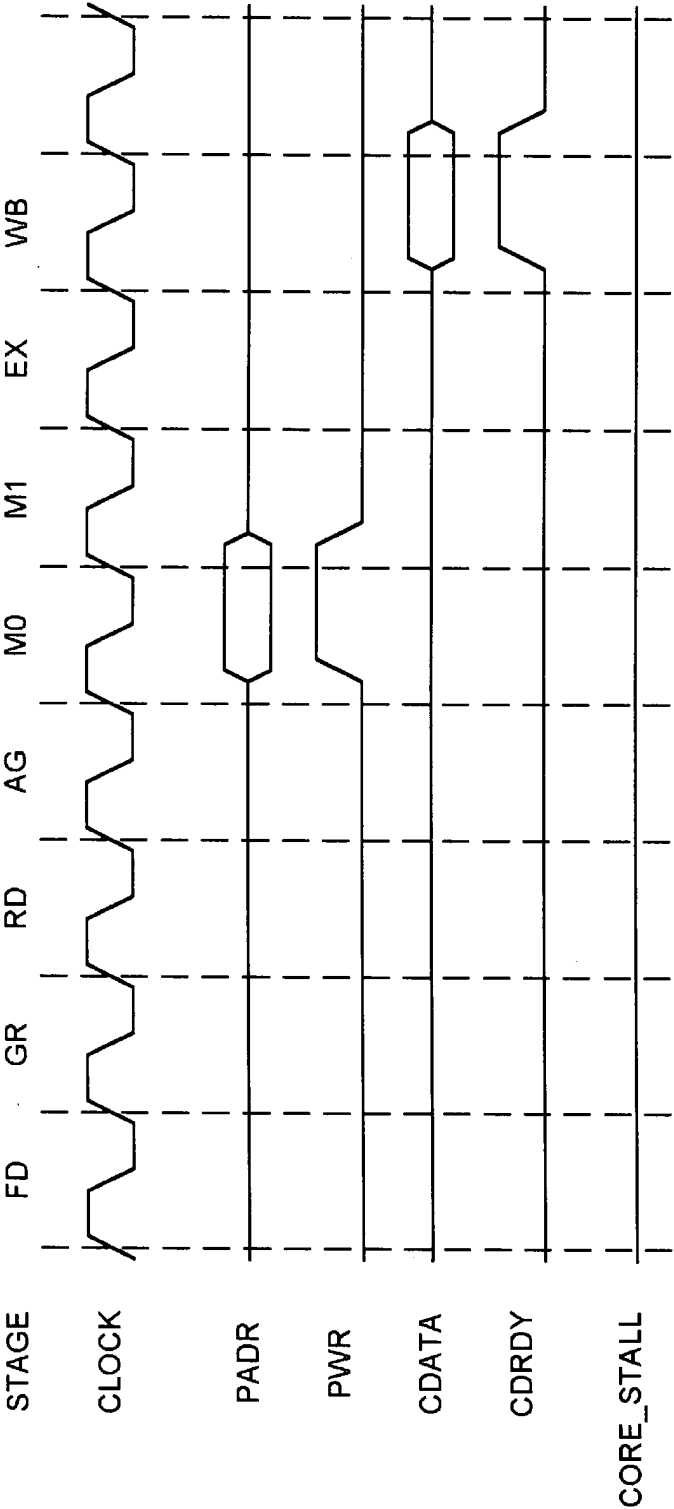 STAGE FD GR RD AG M0 M1 EX WB
CLOCK
PADR
PWR
CDATA
CDRDY
CORE_STALL